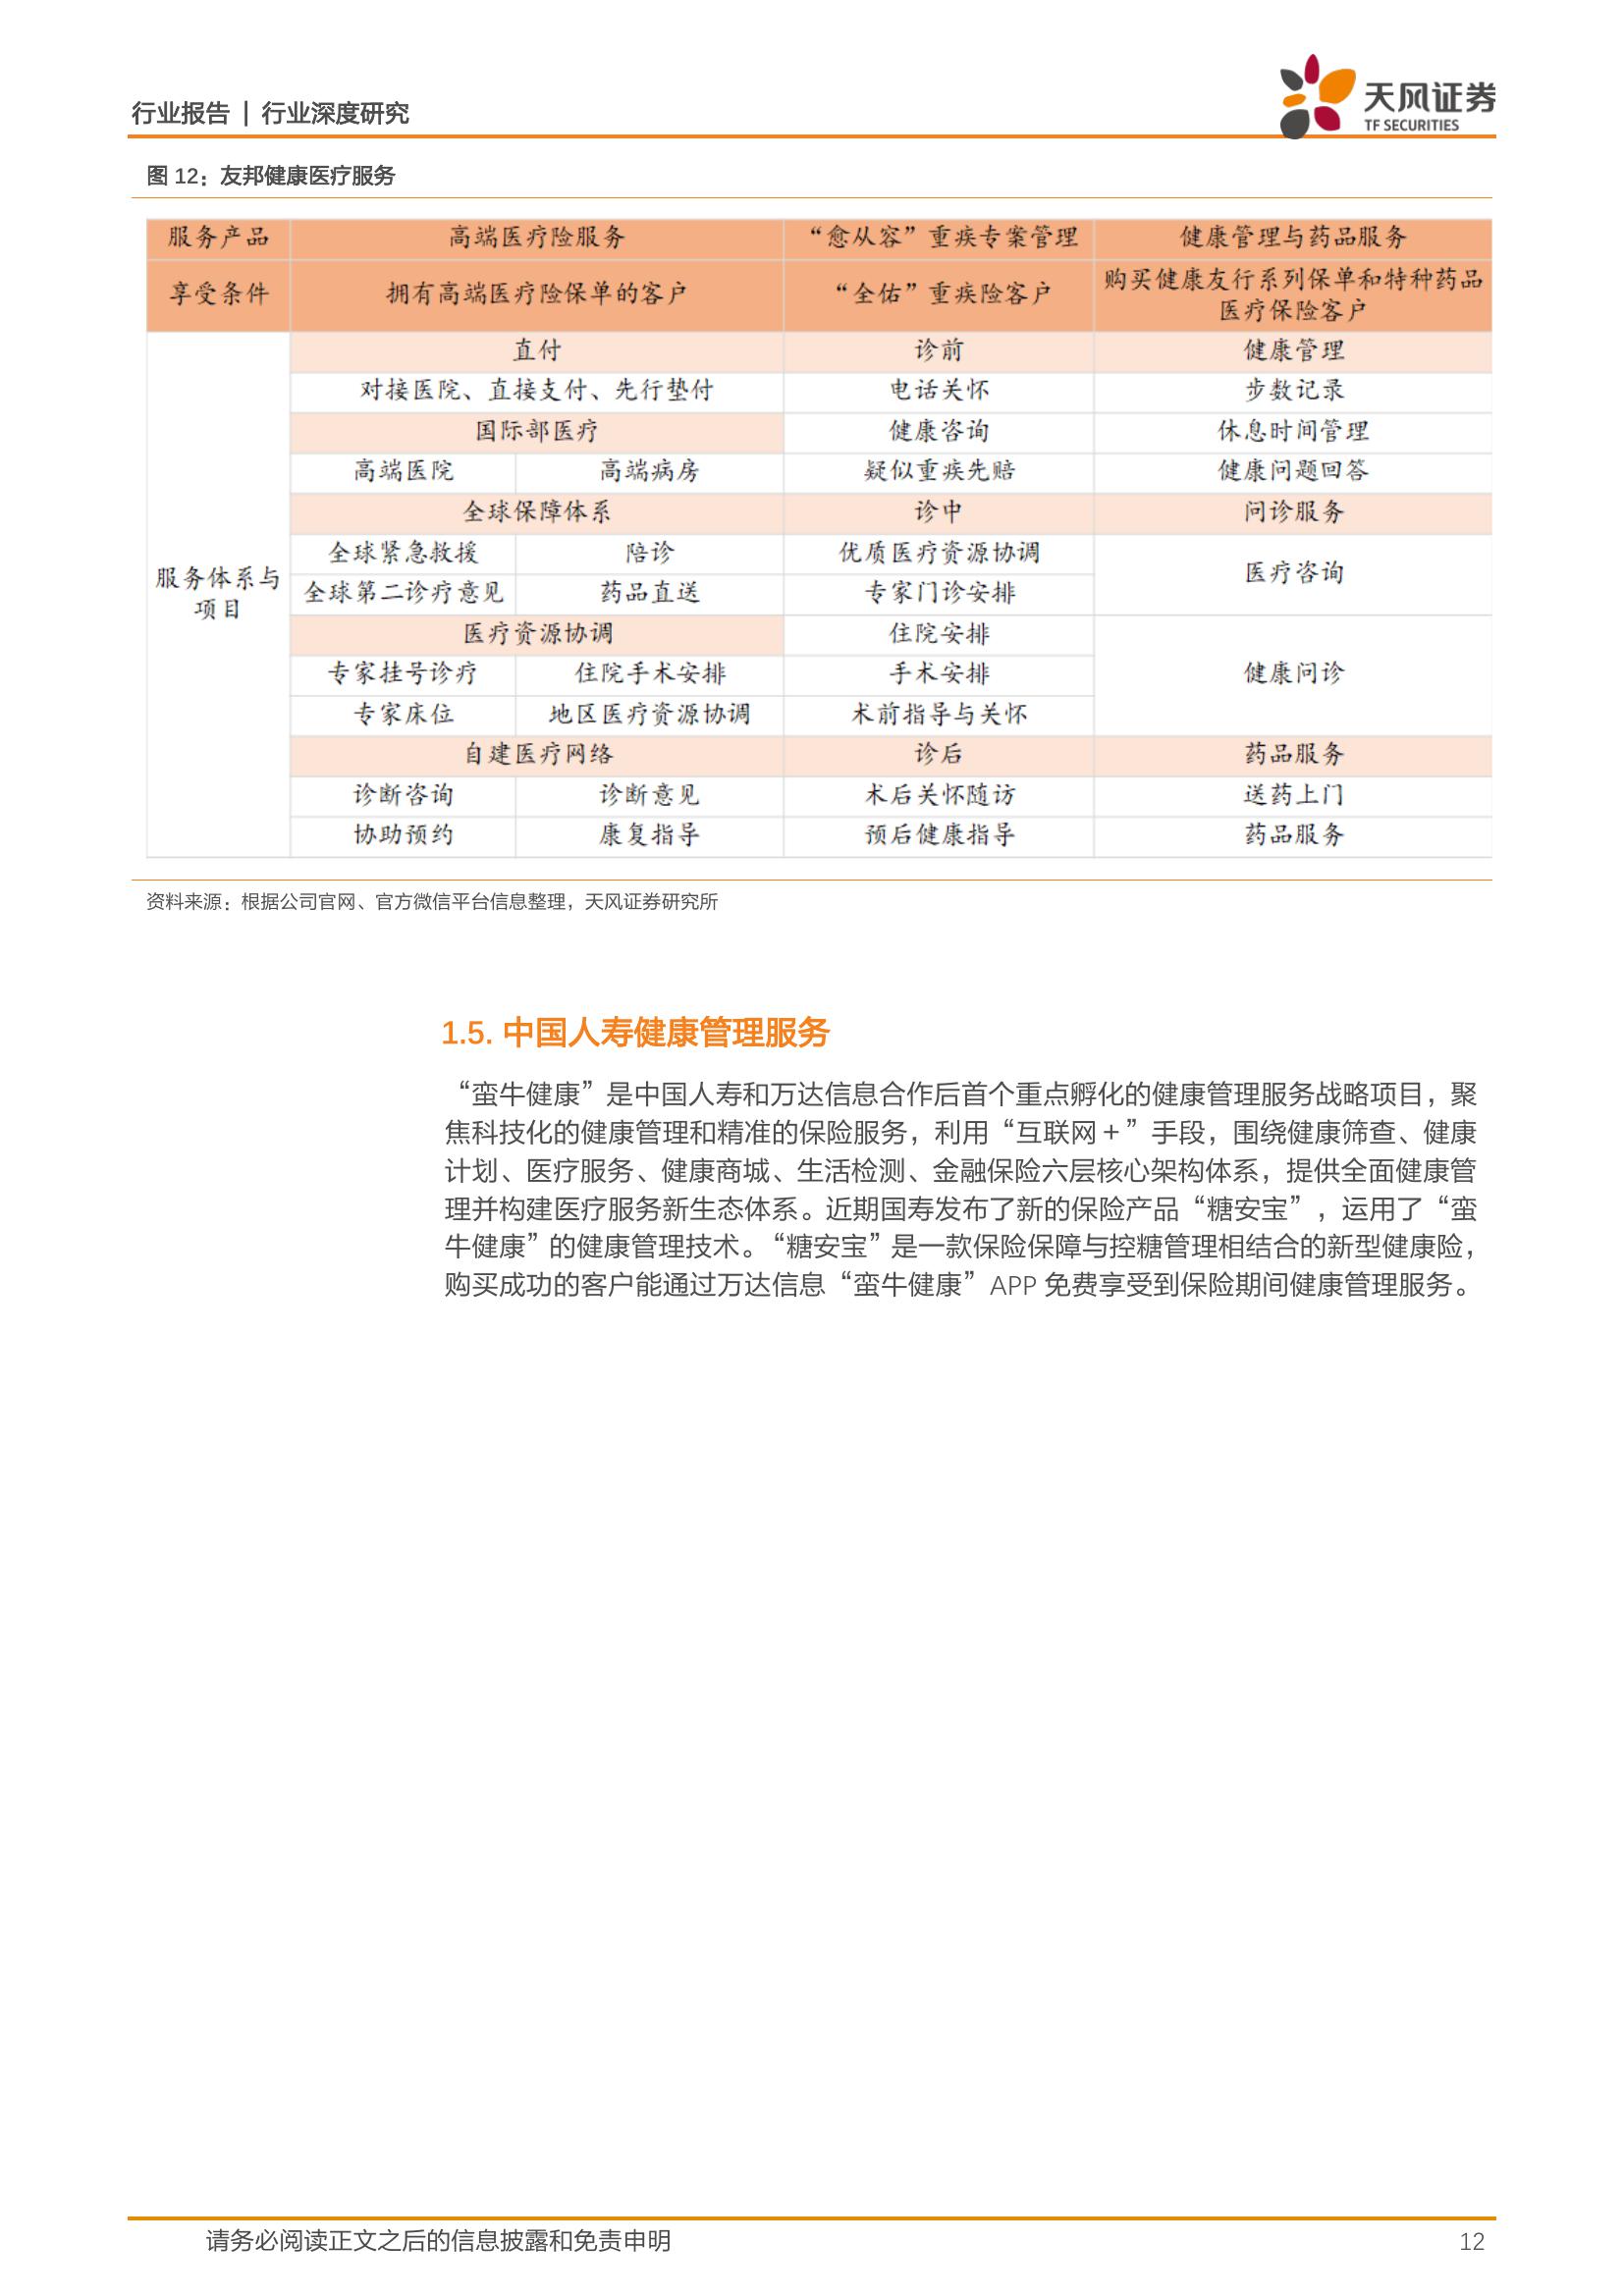 行业报告 | 行业深度研究
天风证券
TF SECURITIES
图 12：友邦健康医疗服务
服务产品 高端医疗险服务 “愈从容”重疾专案管理 健康管理与药品服务
享受条件 拥有高端医疗险保单的客户 “全佑”重疾险客户 购买健康友行系列保单和特种药品
医疗保险客户
直付 诊前 健康管理
对接医院、直接支付、先行垫付 电话关怀 步数记录
国际部医疗 健康咨询 休息时间管理
高端医院 高端病房 疑似重疾先赔 健康问题回答
全球保障体系 诊中 问诊服务
全球紧急救援 陪诊 优质医疗资源协调
医疗咨询
服务体系与
项目
全球第二诊疗意见 药品直送 专家门诊安排
医疗资源协调 住院安排
专家挂号诊疗 住院手术安排 手术安排 健康问诊
专家床位 地区医疗资源协调 术前指导与关怀
自建医疗网络 诊后 药品服务
诊断咨询 诊断意见 术后关怀随访 送药上门
协助预约 康复指导 预后健康指导 药品服务
资料来源：根据公司官网、官方微信平台信息整理，天风证券研究所
1.5. 中国人寿健康管理服务
“蛮牛健康”是中国人寿和万达信息合作后首个重点孵化的健康管理服务战略项目，聚
焦科技化的健康管理和精准的保险服务，利用“互联网＋”手段，围绕健康筛查、健康
计划、医疗服务、健康商城、生活检测、金融保险六层核心架构体系，提供全面健康管
理并构建医疗服务新生态体系。近期国寿发布了新的保险产品“糖安宝”，运用了“蛮
牛健康”的健康管理技术。“糖安宝”是一款保险保障与控糖管理相结合的新型健康险，
购买成功的客户能通过万达信息“蛮牛健康”APP 免费享受到保险期间健康管理服务。
请务必阅读正文之后的信息披露和免责申明 12